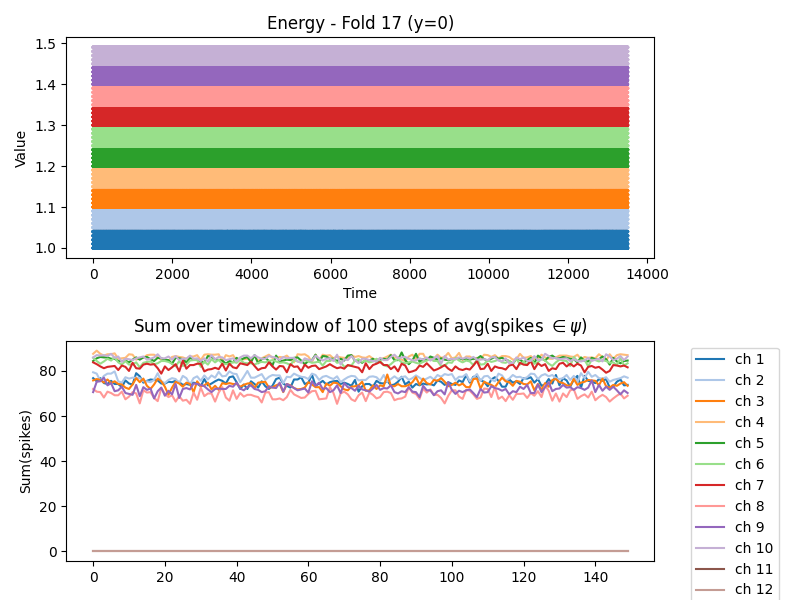 Energy - Fold 17 (y=0)
1.5
1.4
1.3
1.2
1.1
1.0
Value
0 2000 4000 6000 8000 10000 12000 14000
Time
Sum over timewindow of 100 steps of avg(spikes ∈ψ)
80
60
40
20
0
Sum(spikes)
0 20 40 60 80 100 120 140
ch 1
ch 2
ch 3
ch 4
ch 5
ch 6
ch 7
ch 8
ch 9
ch 10
ch 11
ch 12